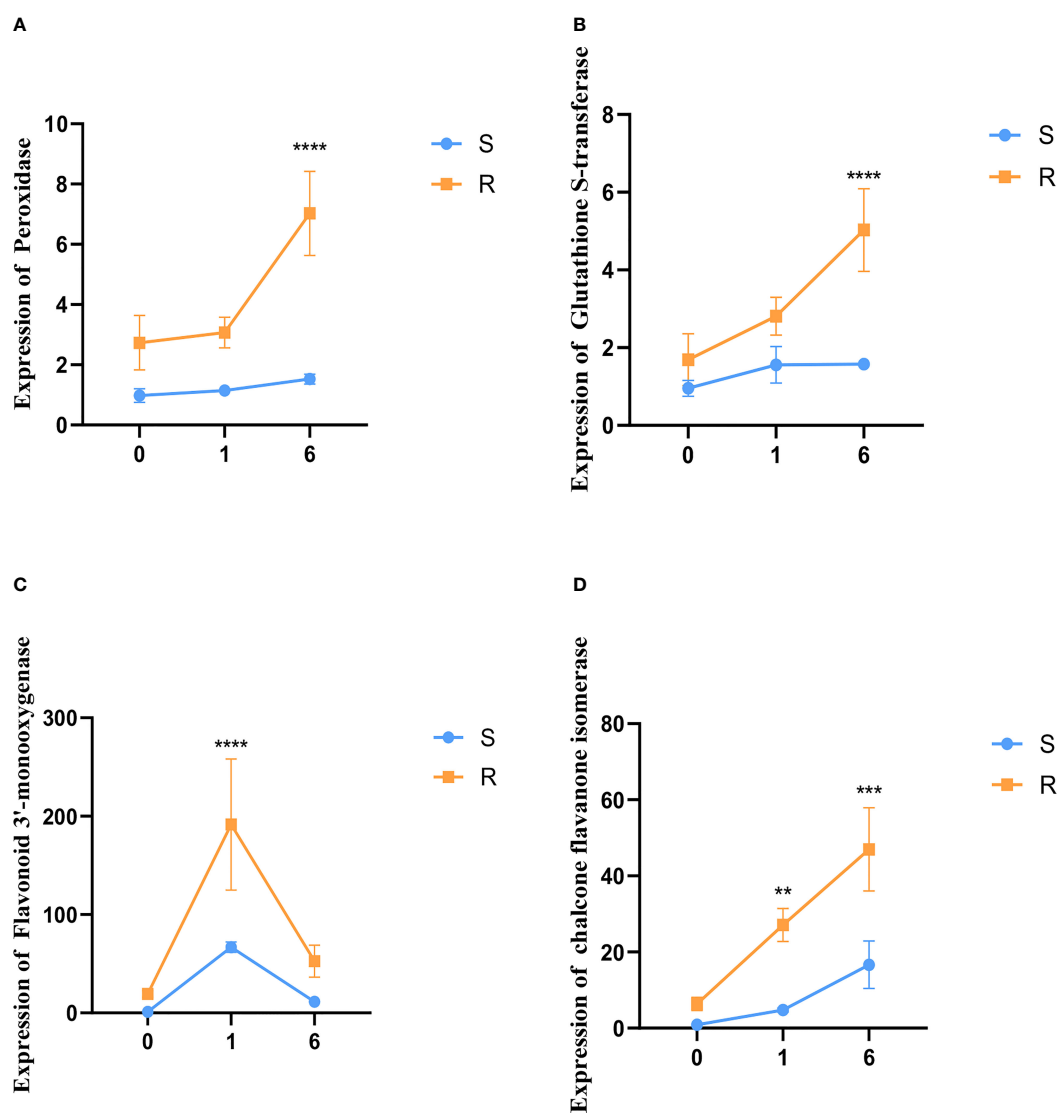 A
Expression of Peroxidase
10
8
6
4
2
0
0 1 6
****
S
R
B
Expression of Glutathione S-transferase
8
6
4
2
0
0 1 6
****
S
R
C
Expression of Flavonoid 3'-monooxygenase
300
200
100
0
0 1 6
****
S
R
D
Expression of chalcone flavanone isomerase
80
60
40
20
0
0 1 6
**
***
S
R